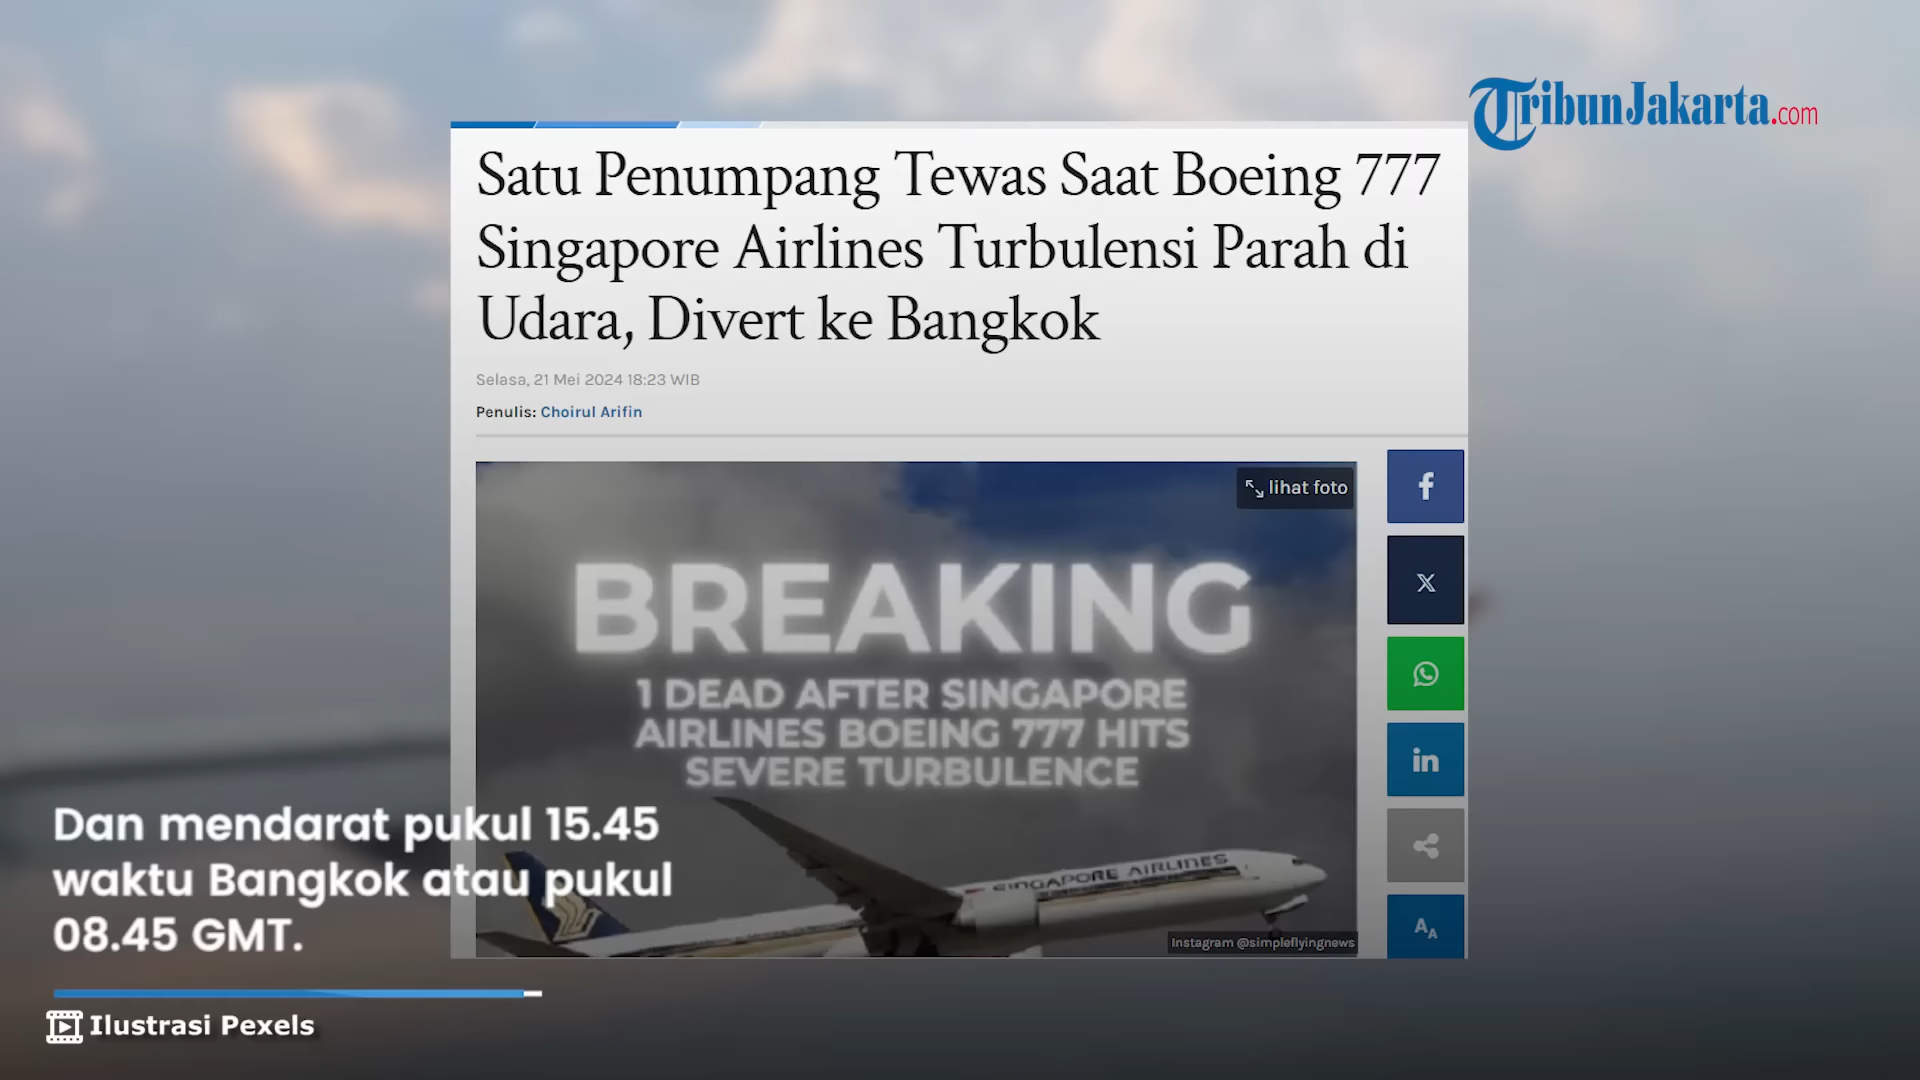 TribunJakarta.com
Satu Penumpang Tewas Saat Boeing 777
Singapore Airlines Turbulensi Parah di
Udara, Divert ke Bangkok
Selasa, 21 Mei 2024 18:23 WIB
Penulis: Choirul Arifin
lihat foto
BREAKING
1 DEAD AFTER SINGAPORE
AIRLINES BOEING 777 HITS
SEVERE TURBULENCE
SINGAPORE AIRLINES
Instagram @simpleflyingnews
f
X
in
AA
Dan mendarat pukul 15.45
waktu Bangkok atau pukul
08.45 GMT.
Ilustrasi Pexels